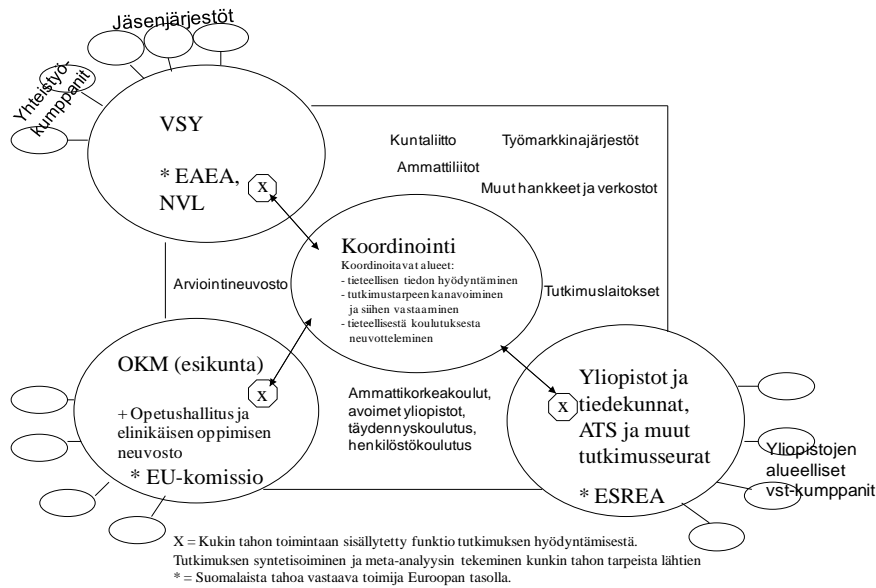 Jäsenjärjestöt
Yhteistyö-
kumppanit
VSY
* EAEA,
NVL
x
Kuntaliitto
Työmarkkinajärjestöt
Ammattiliitot
Muut hankkeet ja verkostot
Koordinointi
Koordinoitavat alueet:
- tieteellisen tiedon hyödyntäminen
- tutkimustarpeen kanavoiminen
ja siihen vastaaminen
- tieteellisestä koulutuksesta
neuvotteleminen
Arviointineuvosto
Tutkimuslaitokset
OKM (esikunta)
x
+ Opetushallitus ja
elinikäisen oppimisen
neuvosto
* EU-komissio
Ammattikorkeakoulut,
avoimet yliopistot,
täydennyskoulutus,
henkilöstökoulutus
x
Yliopistot ja
tiedekunnat,
ATS ja muut
tutkimusseurat
* ESREA
Yliopistojen
alueelliset
vst-kumppanit
X = Kukin tahon toimintaan sisällytetty funktio tutkimuksen hyödyntämisestä.
Tutkimuksen syntetisoiminen ja meta-analyysin tekeminen kunkin tahon tarpeista lähtien
* = Suomalaista tahoa vastaava toimija Euroopan tasolla.